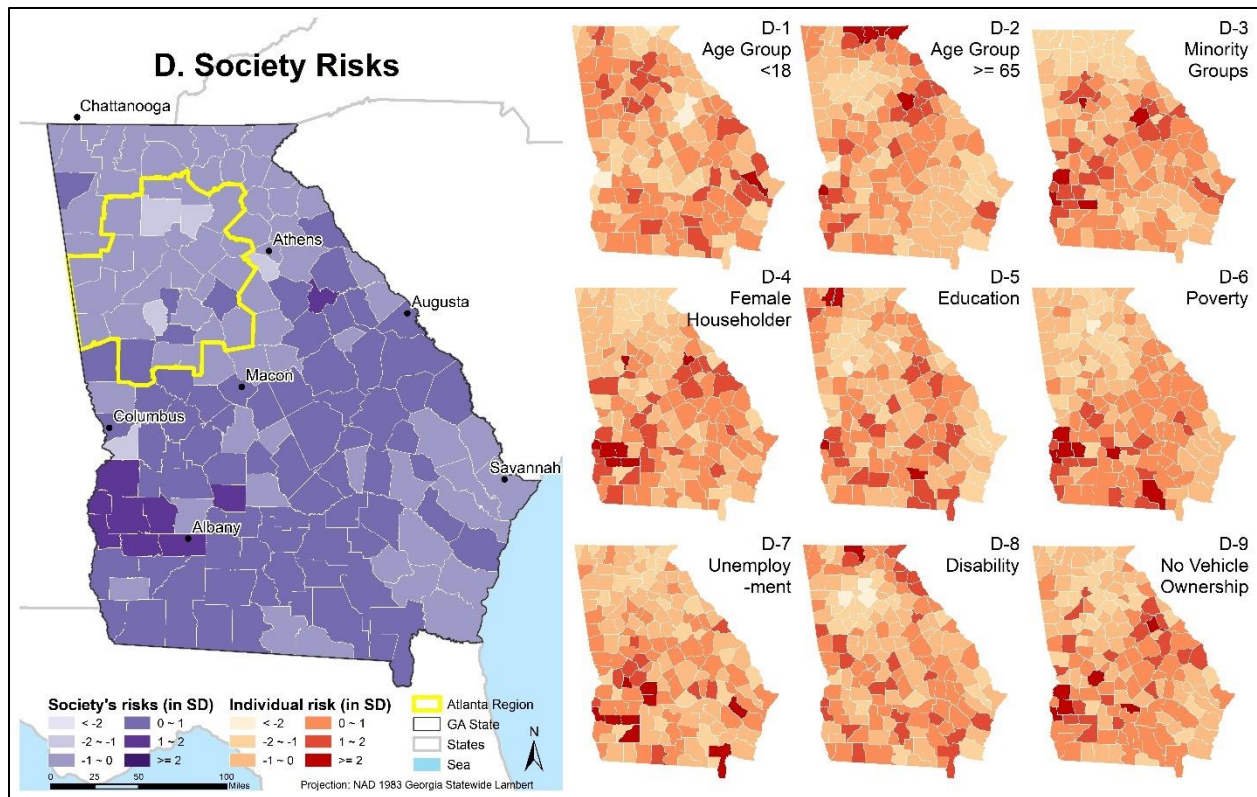 D. Society Risks
Chattanooga
Athens
Augusta
Macon
Columbus
Savannah
Albany
Society's risks (in SD)
< -2
-2 ~ -1
-1 ~ 0
0 ~ 1
1 ~ 2
>= 2
Individual risk (in SD)
< -2
-2 ~ -1
-1 ~ 0
0 ~ 1
1 ~ 2
>= 2
Atlanta Region
GA State
States
Sea
N
0 25 50 100
Miles
Projection: NAD 1983 Georgia Statewide Lambert
D-1
Age Group
<18
D-2
Age Group
>= 65
D-3
Minority
Groups
D-4
Female
Householder
D-5
Education
D-6
Poverty
D-7
Unemploy
-ment
D-8
Disability
D-9
No Vehicle
Ownership